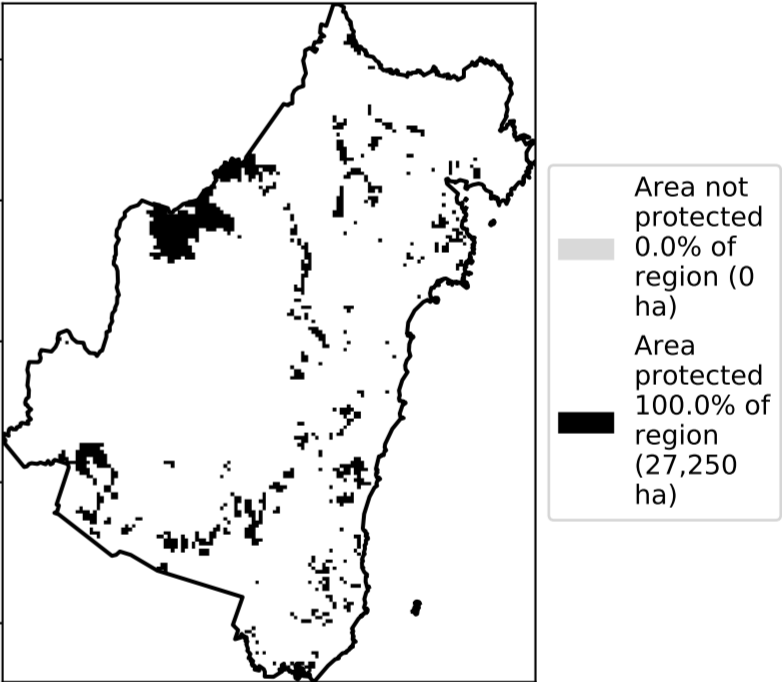 Area not
protected
0.0% of
region (0
ha)
Area
protected
100.0% of
region
(27,250
ha)